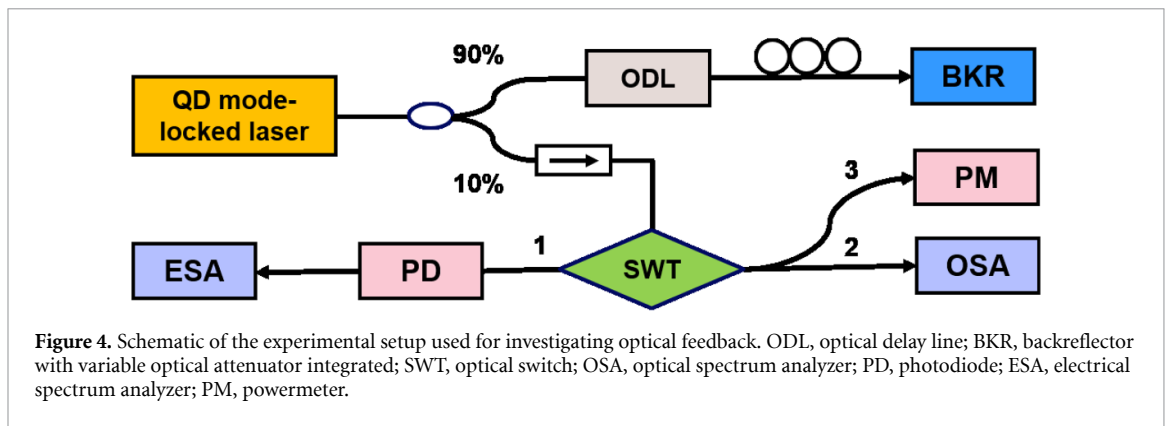 90%
QD mode-
locked laser
ODL
BKR
10%
3
PM
ESA
PD
1
SWT
2
OSA
Figure 4. Schematic of the experimental setup used for investigating optical feedback. ODL, optical delay line; BKR, backreflector
with variable optical attenuator integrated; SWT, optical switch; OSA, optical spectrum analyzer; PD, photodiode; ESA, electrical
spectrum analyzer; PM, powermeter.